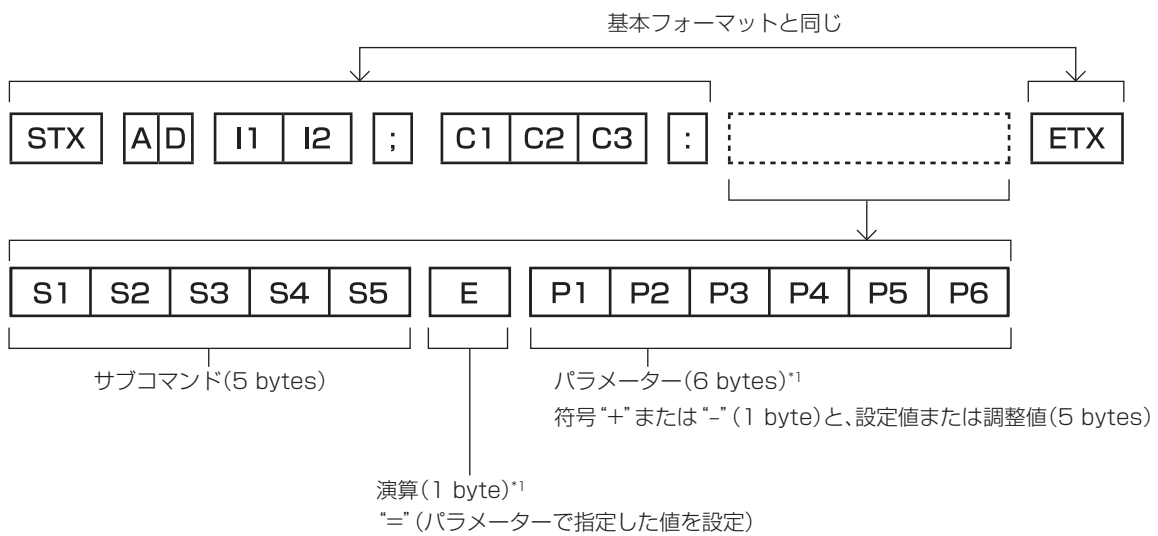 基本フォーマットと同じ
STX A D I1 I2 ; C1 C2 C3 : ETX
S1 S2 S3 S4 S5 E P1 P2 P3 P4 P5 P6
サブコマンド(5 bytes)
パラメーター(6 bytes)*1
符号“+”または“–”(1 byte)と、設定値または調整値(5 bytes)
演算(1 byte)*1
“=”(パラメーターで指定した値を設定)